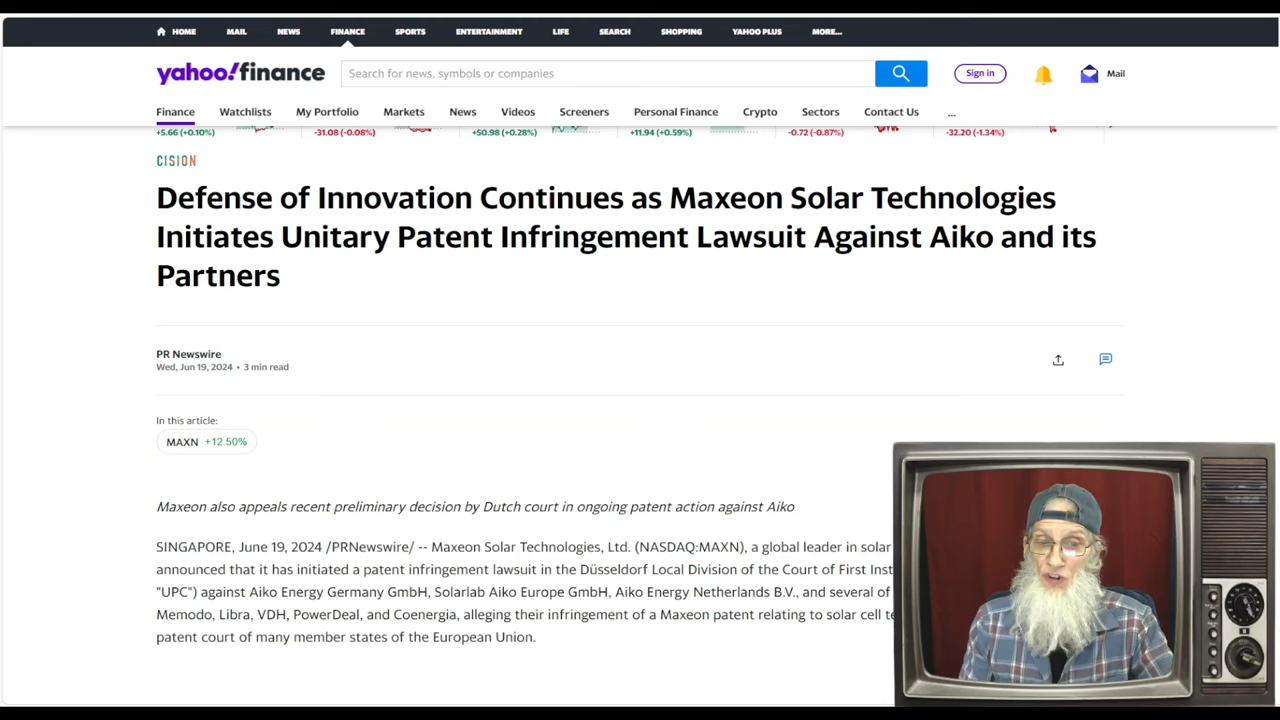 HOME MAIL NEWS FINANCE SPORTS ENTERTAINMENT LIFE SEARCH SHOPPING YAHOO PLUS MORE...
yahoo!finance Search for news, symbols or companies Sign in Mail
Finance Watchlists My Portfolio Markets News Videos Screeners Personal Finance Crypto Sectors Contact Us ...
+5.66 (+0.10%) -31.08 (-0.08%) +50.98 (+0.28%) +11.94 (+0.59%) -0.72 (-0.87%) -32.20 (-1.34%)
CISION
Defense of Innovation Continues as Maxeon Solar Technologies
Initiates Unitary Patent Infringement Lawsuit Against Aiko and its
Partners
PR Newswire
Wed, Jun 19, 2024 • 3 min read
In this article:
MAXN +12.50%
Maxeon also appeals recent preliminary decision by Dutch court in ongoing patent action against Aiko
SINGAPORE, June 19, 2024 /PRNewswire/ -- Maxeon Solar Technologies, Ltd. (NASDAQ:MAXN), a global leader in solar
announced that it has initiated a patent infringement lawsuit in the Düsseldorf Local Division of the Court of First Inst
"UPC") against Aiko Energy Germany GmbH, Solarlab Aiko Europe GmbH, Aiko Energy Netherlands B.V., and several of
Memodo, Libra, VDH, PowerDeal, and Coenergia, alleging their infringement of a Maxeon patent relating to solar cell te
patent court of many member states of the European Union.